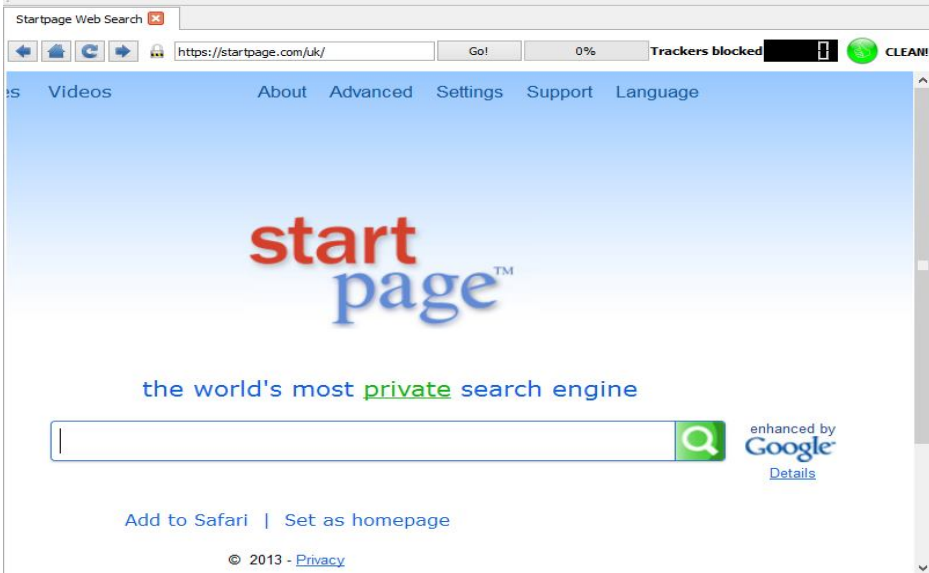 Startpage Web Search
https://startpage.com/uk/ Go! 0% Trackers blocked 0 CLEAN!
es Videos About Advanced Settings Support Language
start
page™
the world's most private search engine
enhanced by
Google
Details
Add to Safari | Set as homepage
© 2013 - Privacy